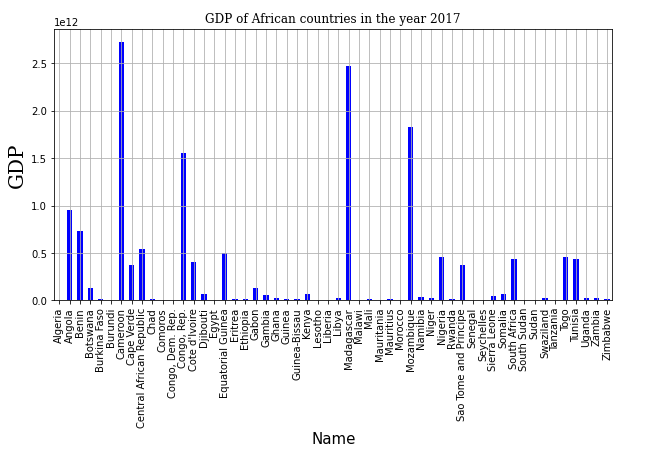 GDP of African countries in the year 2017
1e12
2.5
2.0
1.5
1.0
0.5
0.0
GDP
Algeria
Angola
Benin
Botswana
Burkina Faso
Burundi
Cameroon
Cape Verde
Central African Republic
Chad
Comoros
Congo, Dem. Rep.
Congo, Rep.
Cote d'Ivoire
Djibouti
Egypt
Equatorial Guinea
Eritrea
Ethiopia
Gabon
Gambia
Ghana
Guinea
Guinea-Bissau
Kenya
Lesotho
Liberia
Libya
Madagascar
Malawi
Mali
Mauritania
Mauritius
Morocco
Mozambique
Namibia
Niger
Nigeria
Rwanda
Sao Tome and Principe
Senegal
Seychelles
Sierra Leone
Somalia
South Africa
South Sudan
Sudan
Swaziland
Tanzania
Togo
Tunisia
Uganda
Zambia
Zimbabwe
Name